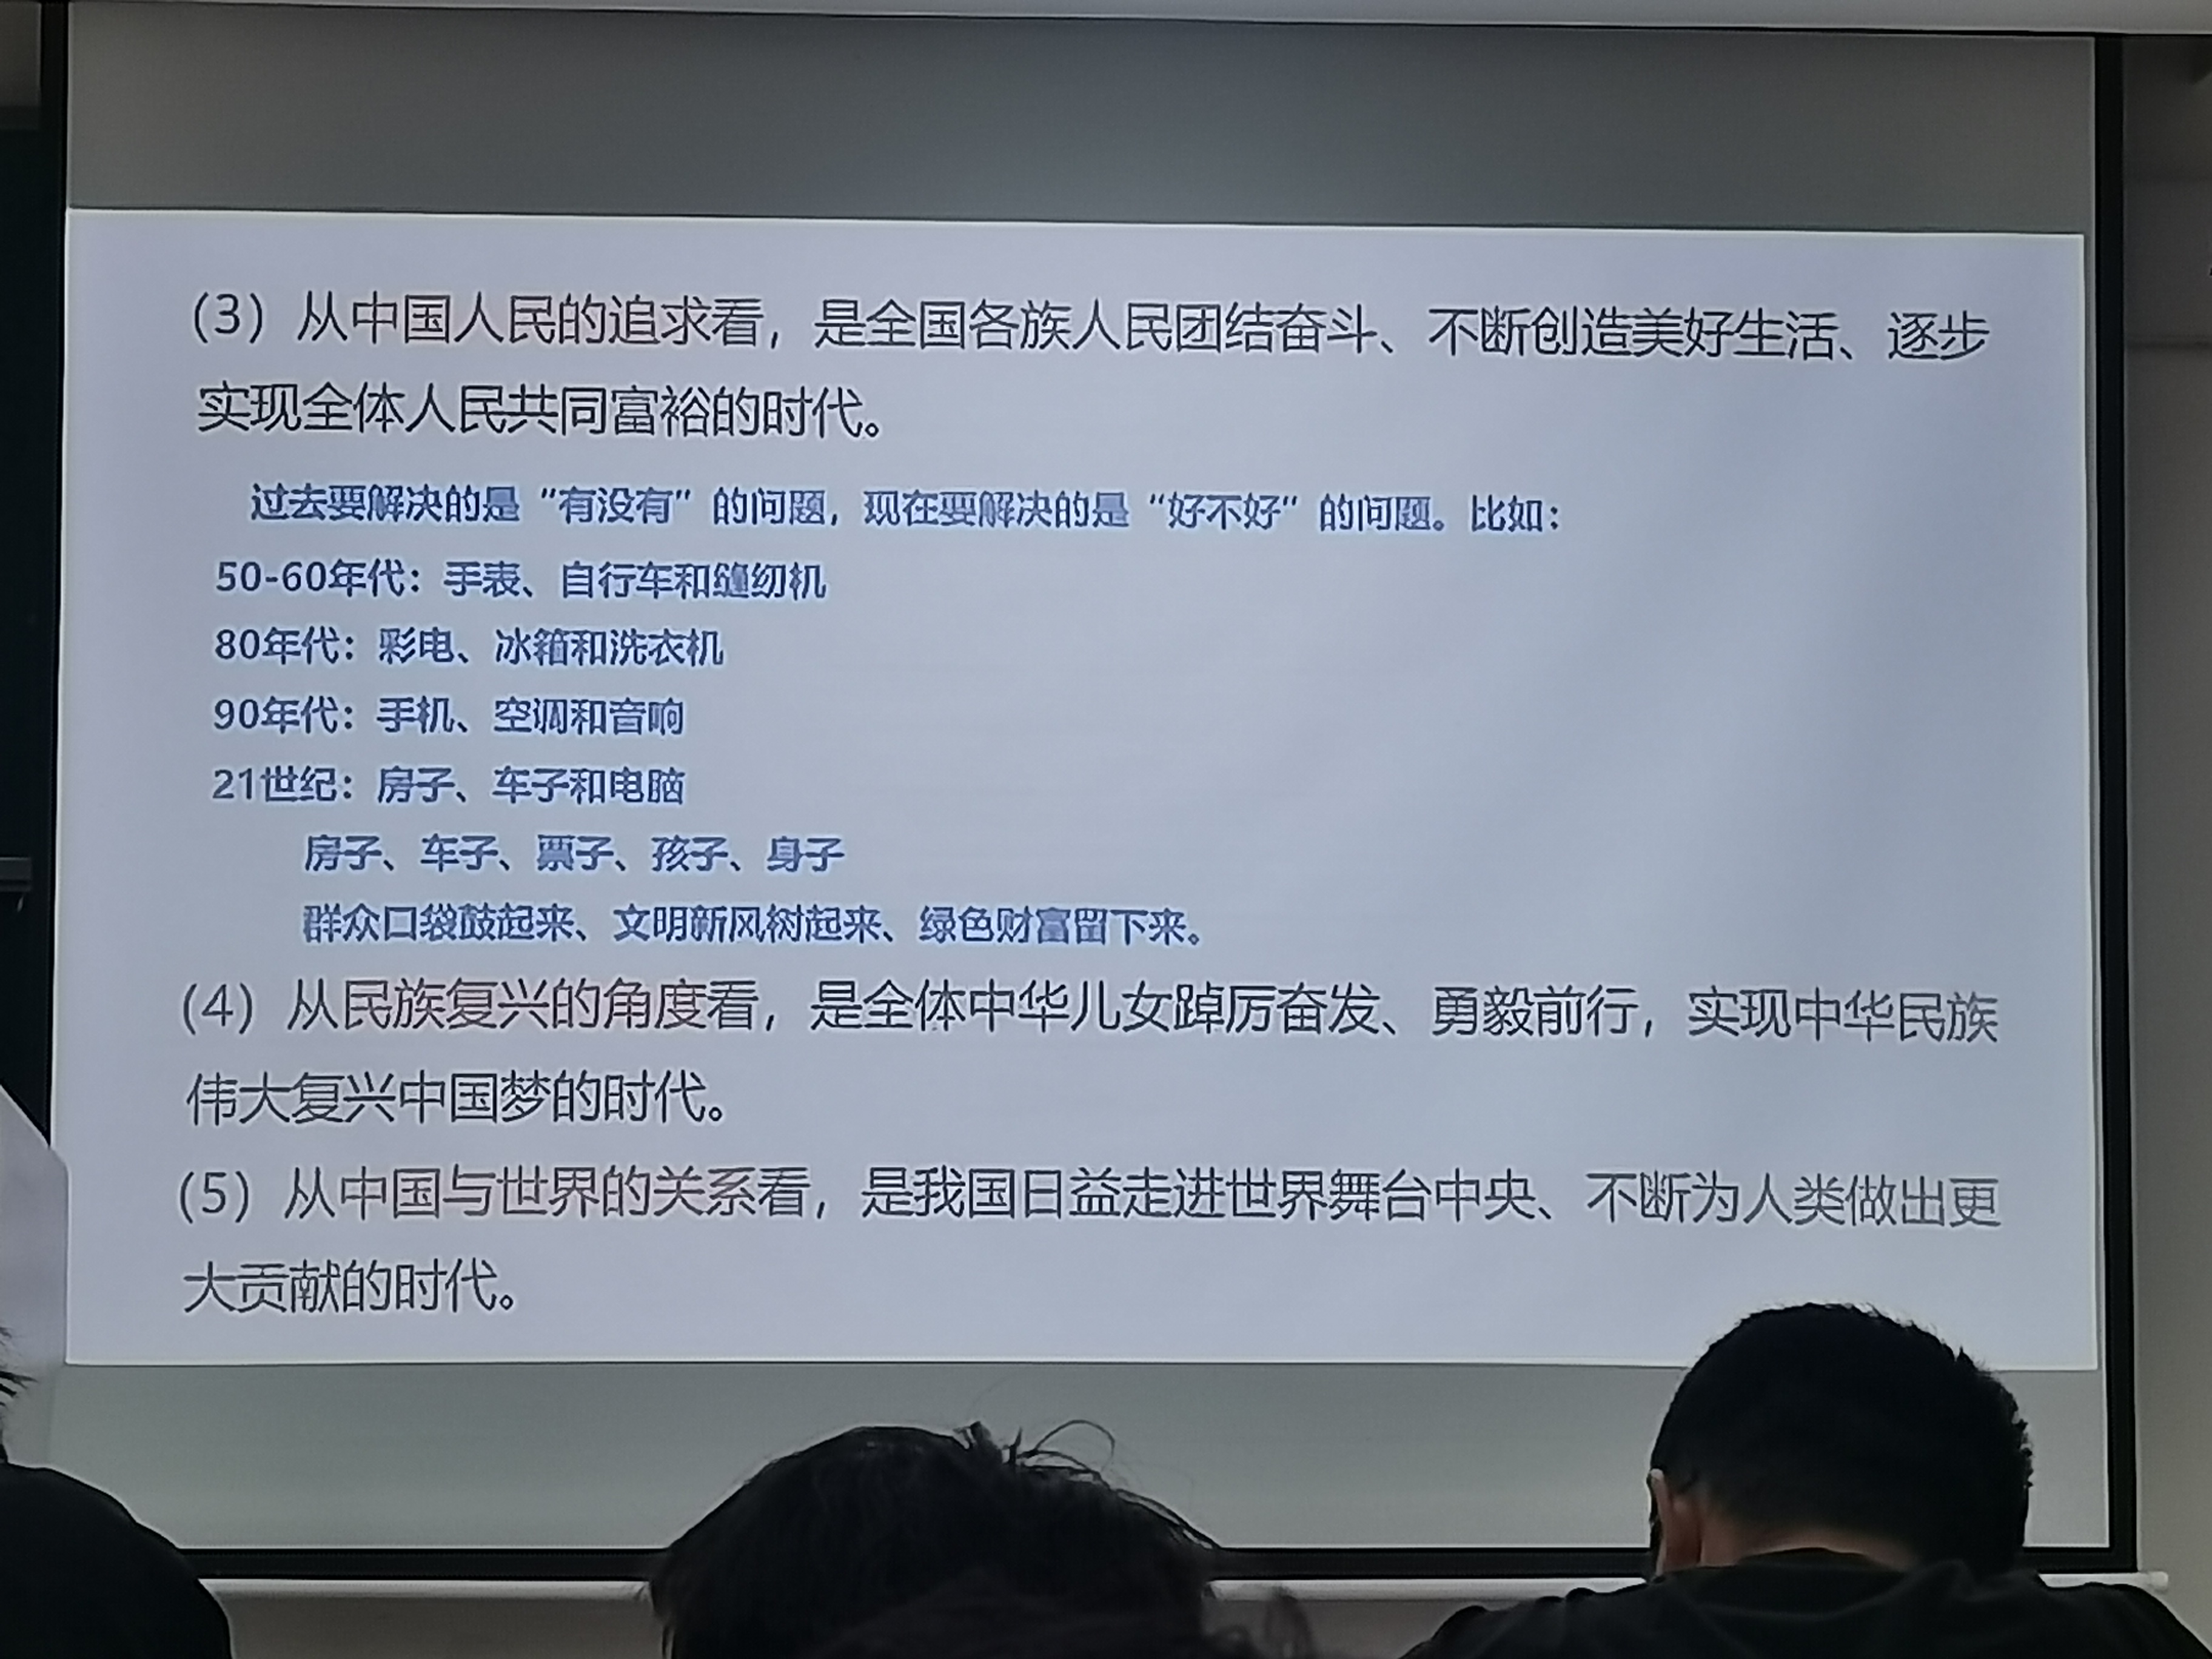 （3）从中国人民的追求看，是全国各族人民团结奋斗、不断创造美好生活、逐步
实现全体人民共同富裕的时代。
过去要解决的是“有没有”的问题，现在要解决的是“好不好”的问题。比如：
50-60年代：手表、自行车和缝纫机
80年代：彩电、冰箱和洗衣机
90年代：手机、空调和音响
21世纪：房子、车子和电脑
房子、车子、票子、孩子、身子
群众口袋鼓起来、文明新风树起来、绿色财富留下来。
（4）从民族复兴的角度看，是全体中华儿女踔厉奋发、勇毅前行，实现中华民族
伟大复兴中国梦的时代。
（5）从中国与世界的关系看，是我国日益走进世界舞台中央、不断为人类做出更
大贡献的时代。